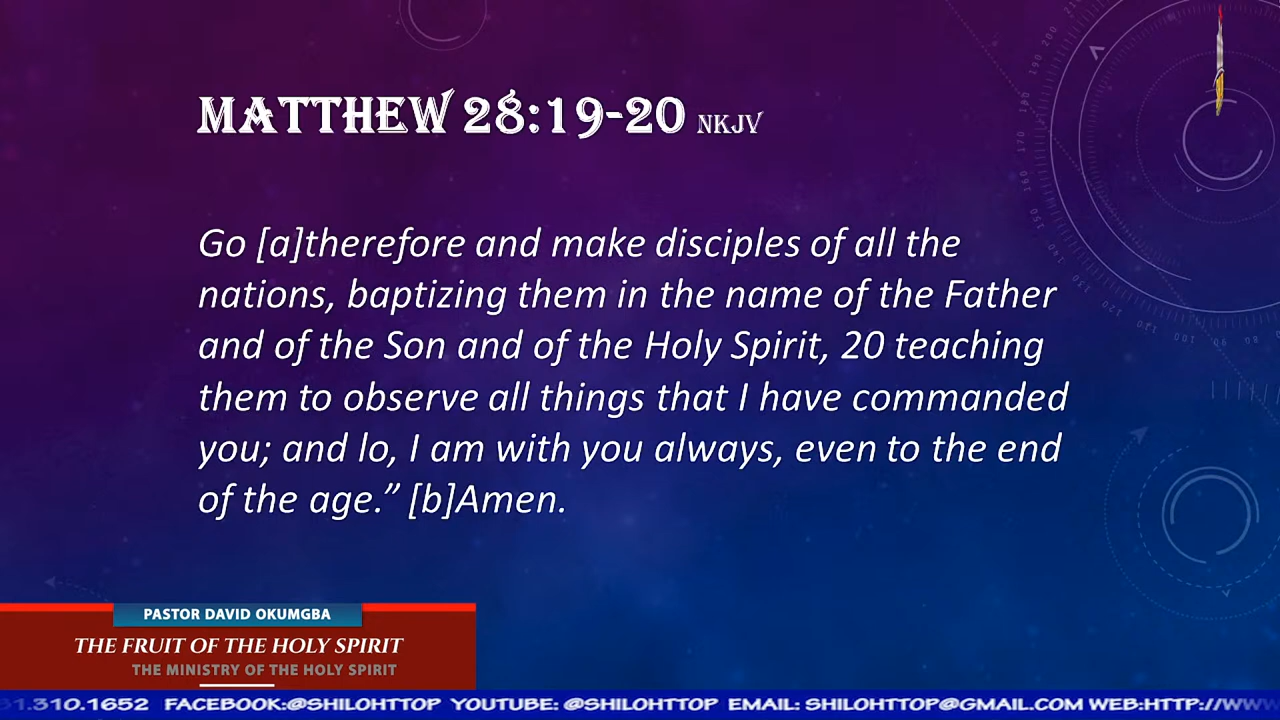 MATTHEW 28:19-20 NKJV
Go [a]therefore and make disciples of all the
nations, baptizing them in the name of the Father
and of the Son and of the Holy Spirit, 20 teaching
them to observe all things that I have commanded
you; and lo, I am with you always, even to the end
of the age.” [b]Amen.
PASTOR DAVID OKUMGBA
THE FRUIT OF THE HOLY SPIRIT
THE MINISTRY OF THE HOLY SPIRIT
1.310.1652 FACEBOOK:@SHILOHTTOP YOUTUBE: @SHILOHTTOP EMAIL: SHILOHTTOP@GMAIL.COM WEB:HTTP://WWW